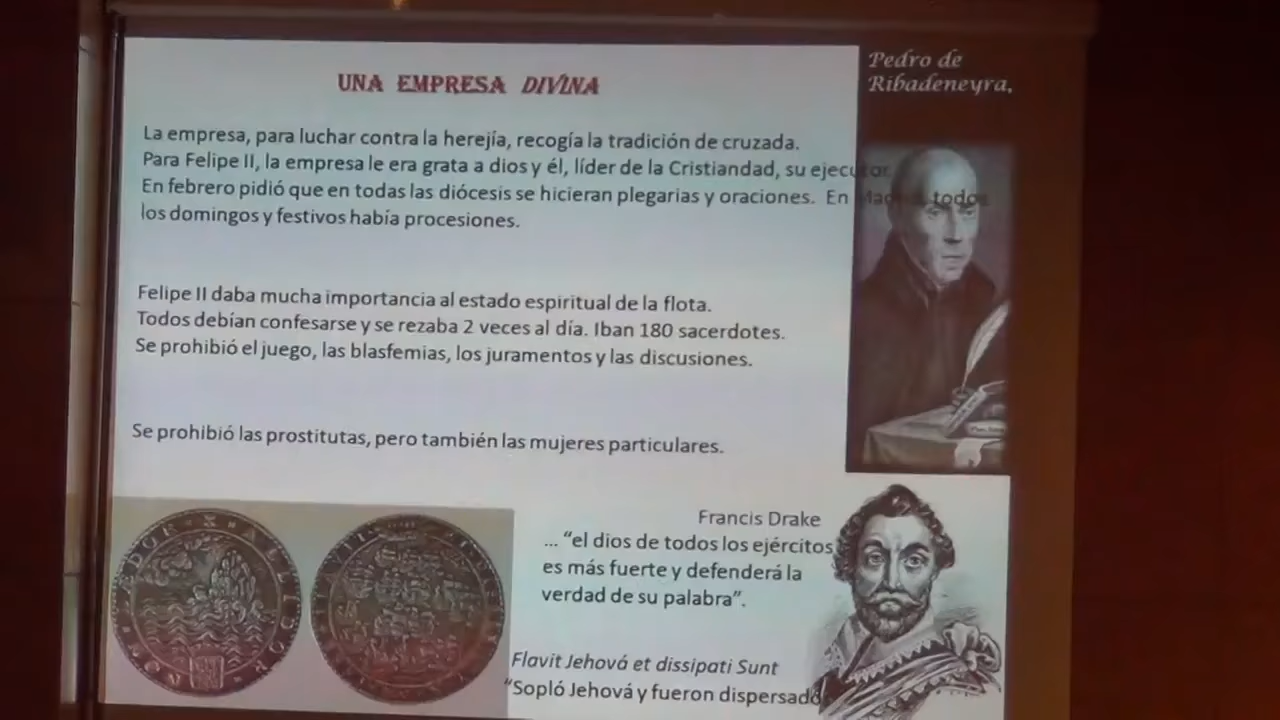 UNA EMPRESA DIVINA
Pedro de
Ribadeneyra,
La empresa, para luchar contra la herejía, recogía la tradición de cruzada.
Para Felipe II, la empresa le era grata a dios y él, líder de la Cristiandad, su ejecutor.
En febrero pidió que en todas las diócesis se hicieran plegarias y oraciones. En Madrid, todos
los domingos y festivos había procesiones.
Felipe II daba mucha importancia al estado espiritual de la flota.
Todos debían confesarse y se rezaba 2 veces al día. Iban 180 sacerdotes.
Se prohibió el juego, las blasfemias, los juramentos y las discusiones.
Se prohibió las prostitutas, pero también las mujeres particulares.
Francis Drake
... “el dios de todos los ejércitos
es más fuerte y defenderá la
verdad de su palabra”.
Flavit Jehová et dissipati Sunt
“Sopló Jehová y fueron dispersado